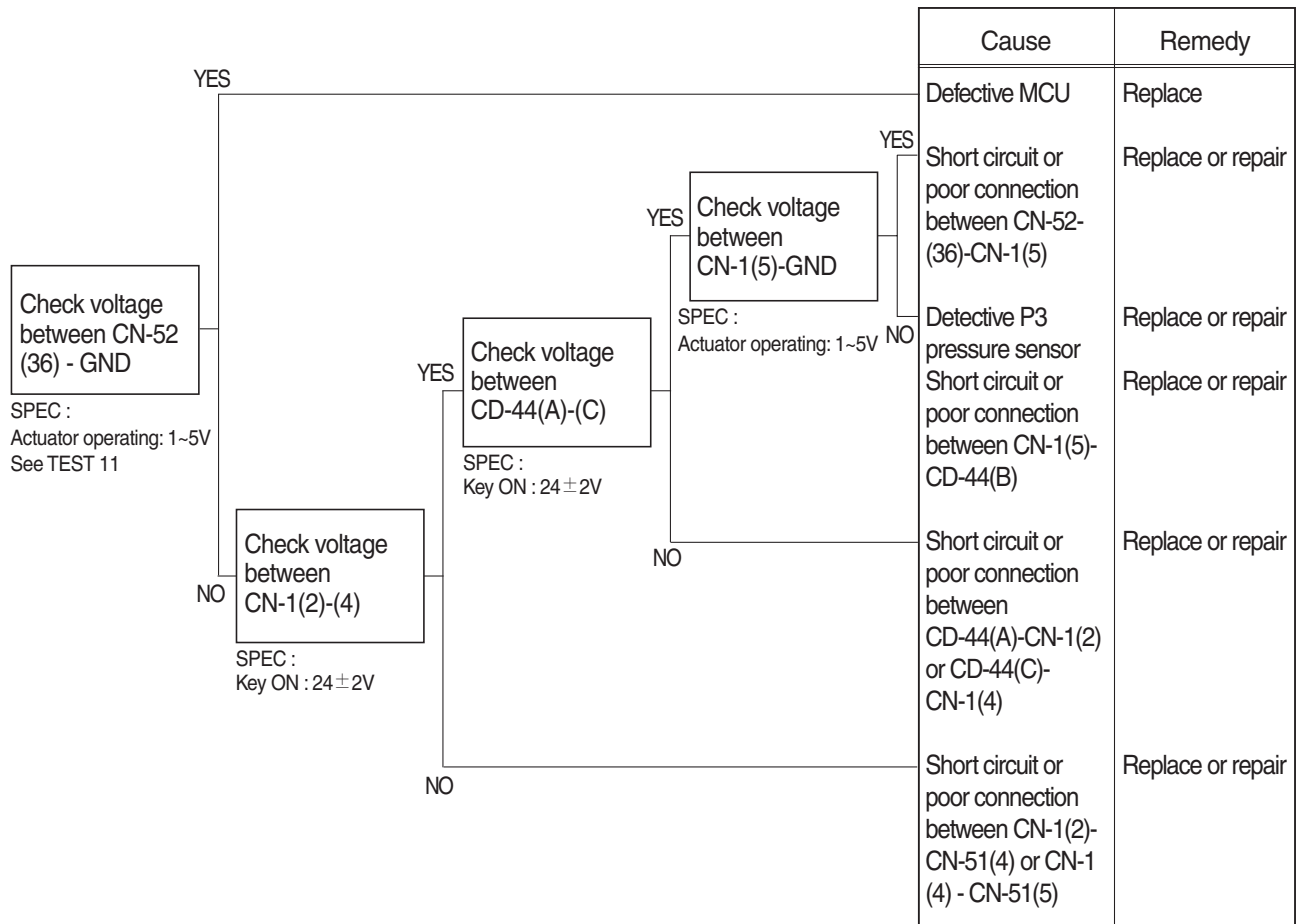 Cause
Remedy
YES
Defective MCU
Replace
YES
Short circuit or
poor connection
between CN-52-
(36)-CN-1(5)
Replace or repair
YES
Check voltage
between
CN-1(5)-GND
SPEC :
Actuator operating: 1~5V
NO
Detective P3
pressure sensor
Replace or repair
Short circuit or
poor connection
between CN-1(5)-
CD-44(B)
Replace or repair
Check voltage
between CN-52
(36) - GND
SPEC :
Actuator operating: 1~5V
See TEST 11
YES
Check voltage
between
CD-44(A)-(C)
SPEC :
Key ON : 24±2V
NO
Short circuit or
poor connection
between
CD-44(A)-CN-1(2)
or CD-44(C)-
CN-1(4)
Replace or repair
NO
Check voltage
between
CN-1(2)-(4)
SPEC :
Key ON : 24±2V
NO
Short circuit or
poor connection
between CN-1(2)-
CN-51(4) or CN-1
(4) - CN-51(5)
Replace or repair